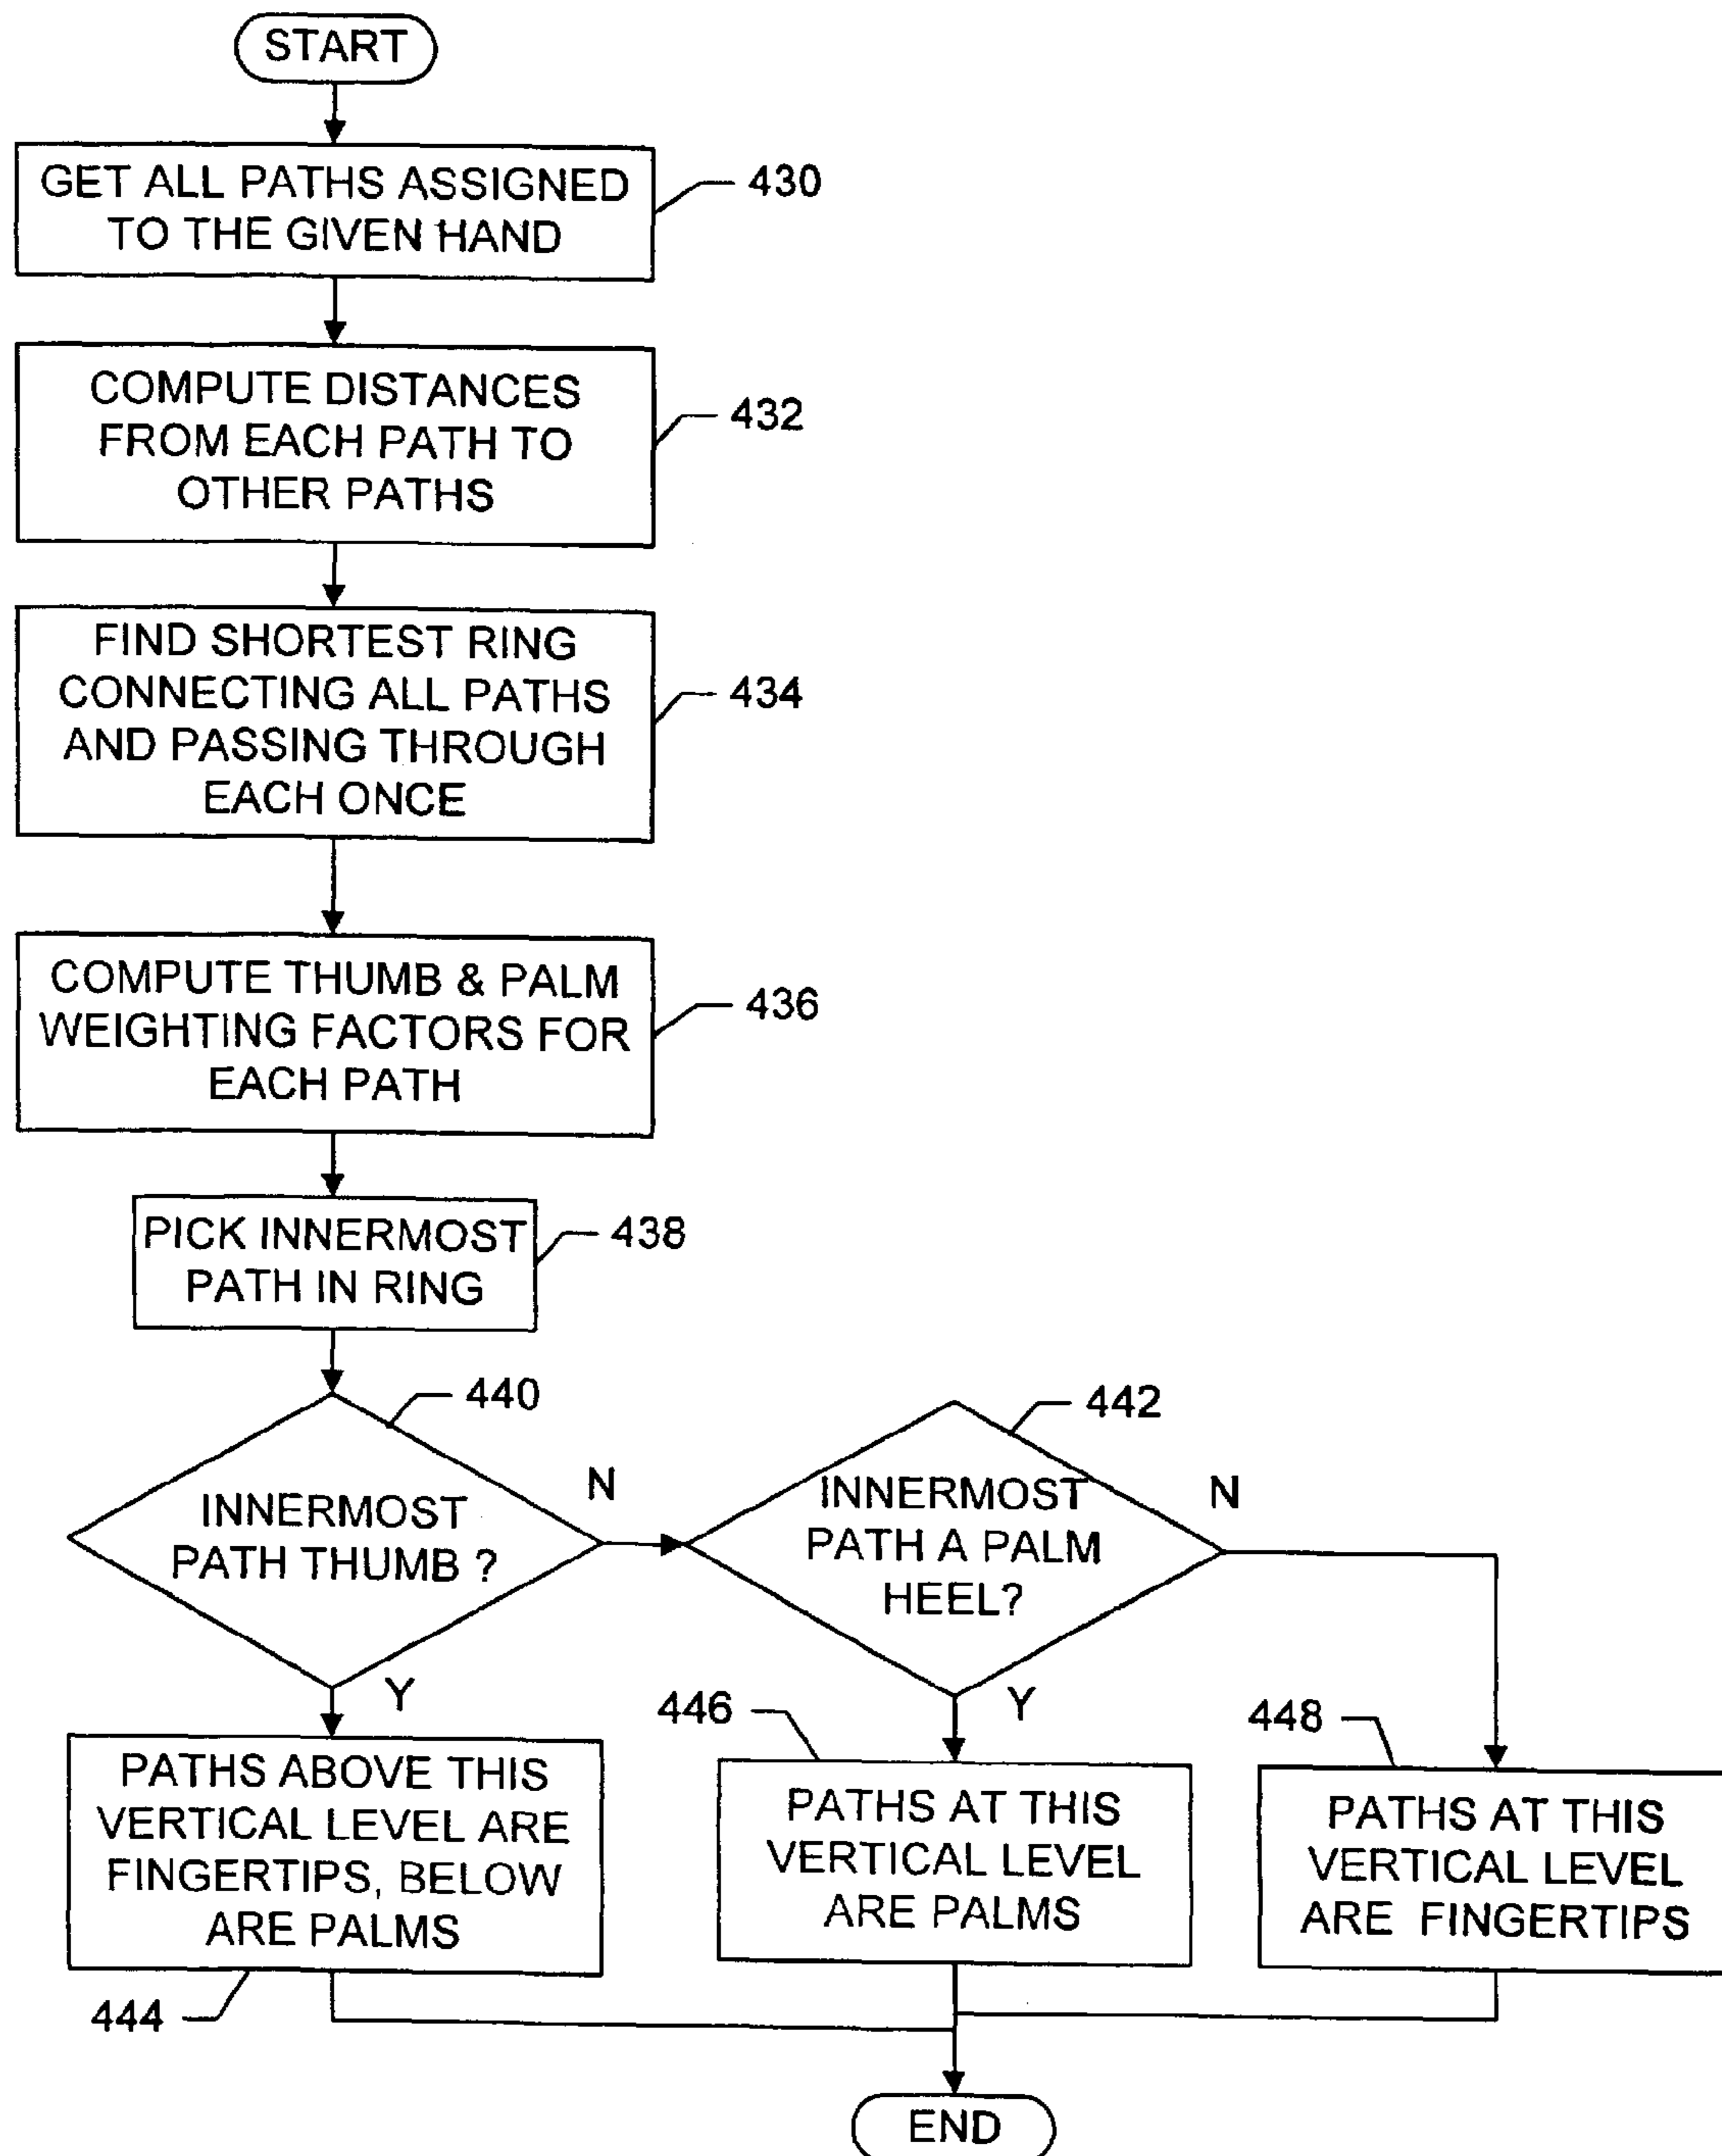 START
GET ALL PATHS ASSIGNED
TO THE GIVEN HAND
430
COMPUTE DISTANCES
FROM EACH PATH TO
OTHER PATHS
432
FIND SHORTEST RING
CONNECTING ALL PATHS
AND PASSING THROUGH
EACH ONCE
434
COMPUTE THUMB & PALM
WEIGHTING FACTORS FOR
EACH PATH
436
PICK INNERMOST
PATH IN RING
438
440
INNERMOST
PATH THUMB ?
N
Y
442
INNERMOST
PATH A PALM
HEEL?
N
Y
PATHS ABOVE THIS
VERTICAL LEVEL ARE
FINGERTIPS, BELOW
ARE PALMS
444
446
PATHS AT THIS
VERTICAL LEVEL
ARE PALMS
448
PATHS AT THIS
VERTICAL LEVEL
ARE FINGERTIPS
END